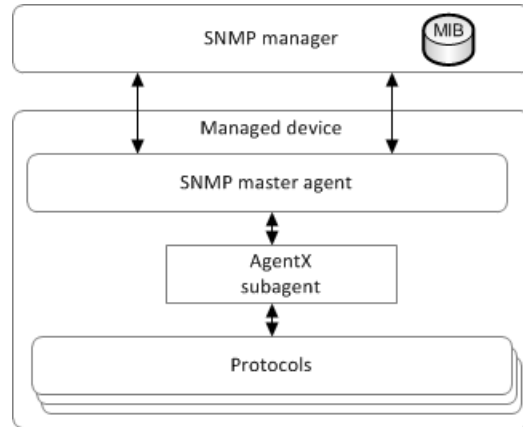 SNMP manager
MIB
Managed device
SNMP master agent
AgentX
subagent
Protocols